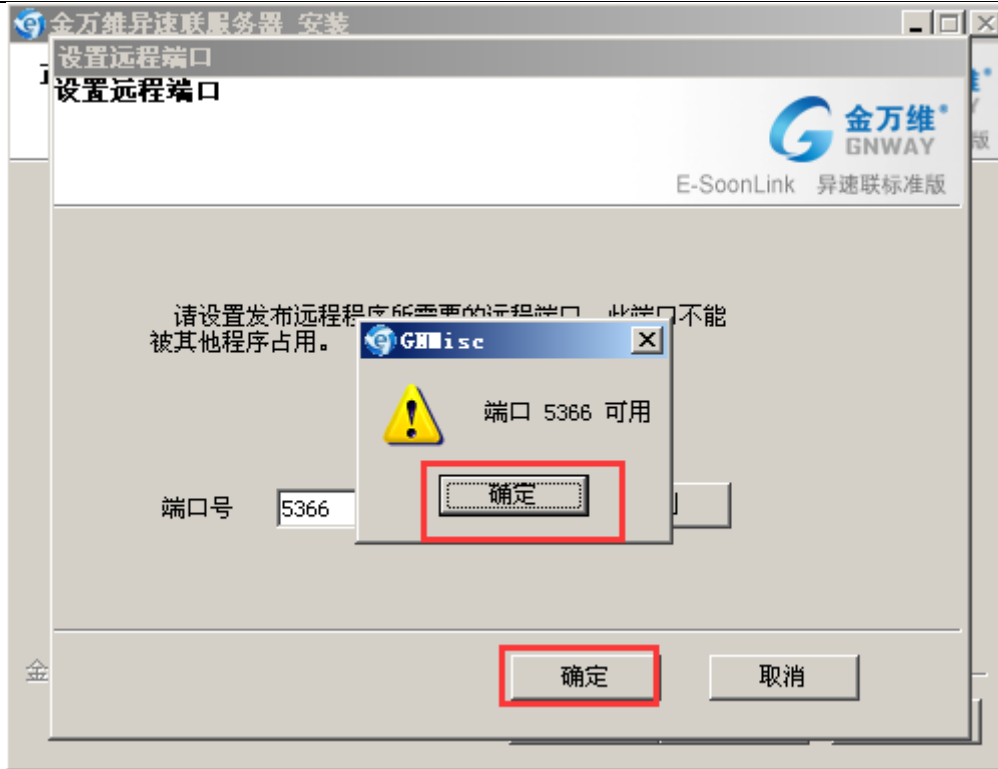 金万维异速联服务器 安装
设置远程端口
设置远程端口
金万维
GNWAY
E-SoonLink 异速联标准版
版
请设置发布远程程序所需要的远程端口，此端口不能
被其他程序占用。
GNMisc
端口 5366 可用
确定
端口号
5366
金
确定
取消